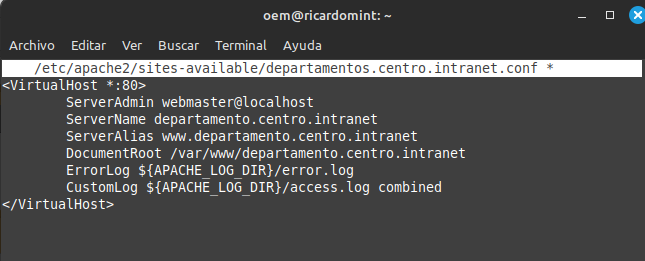 oem@ricardomint: ~
Archivo Editar Ver Buscar Terminal Ayuda
/etc/apache2/sites-available/departamentos.centro.intranet.conf *
<VirtualHost *:80>
        ServerAdmin webmaster@localhost
        ServerName departamento.centro.intranet
        ServerAlias www.departamento.centro.intranet
        DocumentRoot /var/www/departamento.centro.intranet
        ErrorLog ${APACHE_LOG_DIR}/error.log
        CustomLog ${APACHE_LOG_DIR}/access.log combined
</VirtualHost>